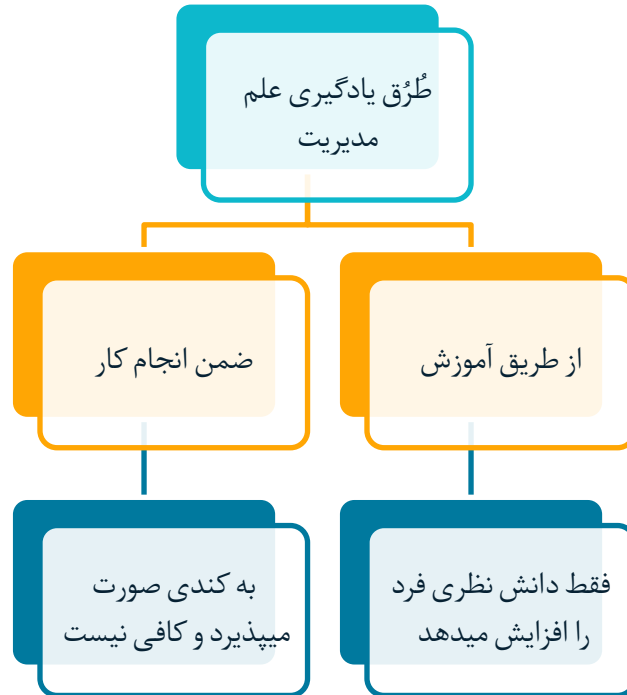 طُرُق یادگیری علم
مدیریت
از طریق آموزش
ضمن انجام کار
فقط دانش نظری فرد
را افزایش میدهد
به کندی صورت
میپذیرد و کافی نیست